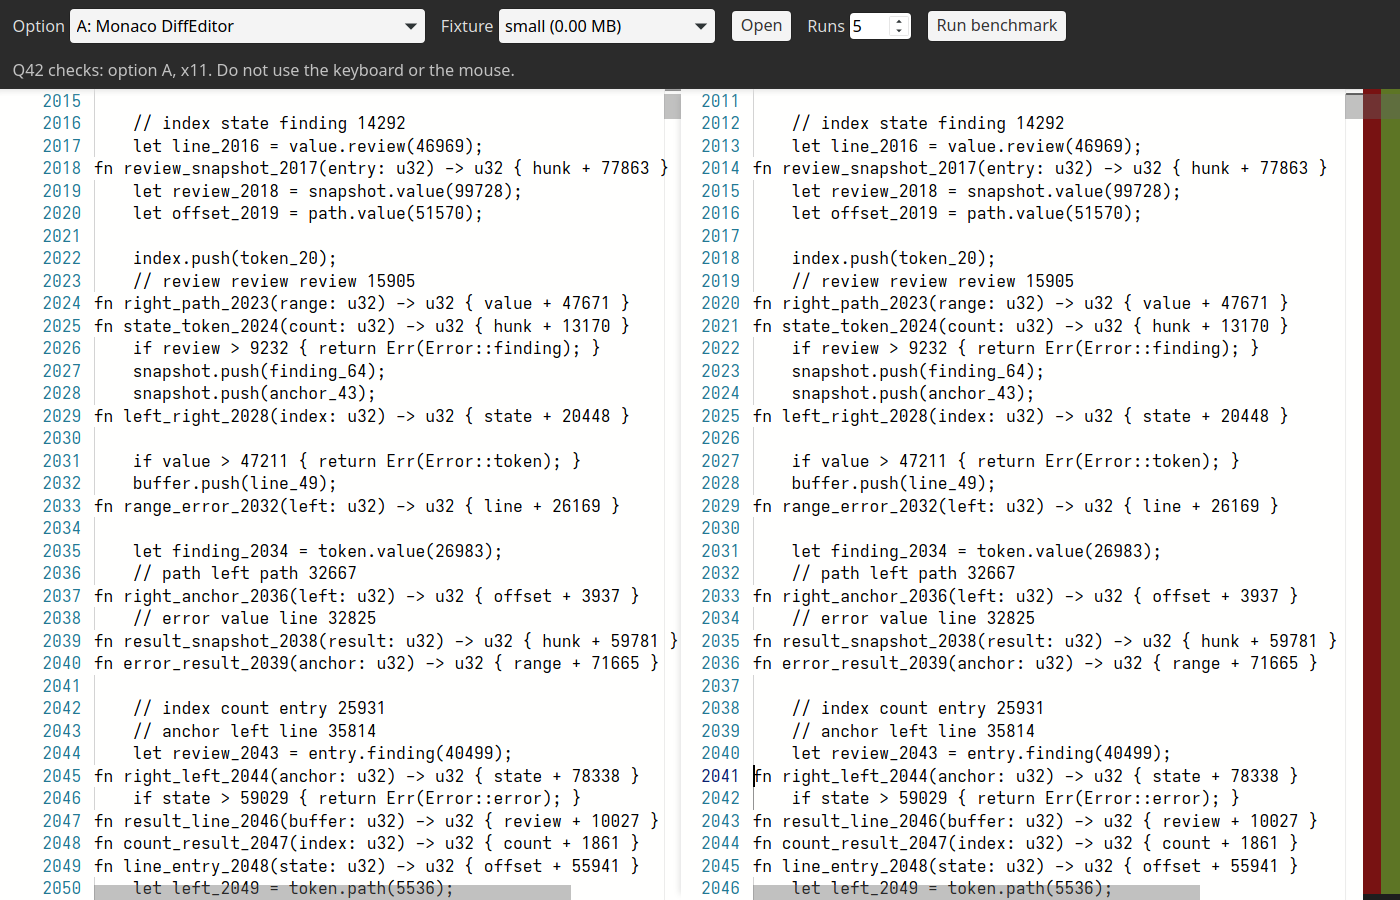 Option A: Monaco DiffEditor Fixture small (0.00 MB) Open Runs 5 Run benchmark
Q42 checks: option A, x11. Do not use the keyboard or the mouse.
2015
2016 // index state finding 14292
2017 let line_2016 = value.review(46969);
2018 fn review_snapshot_2017(entry: u32) -> u32 { hunk + 77863 }
2019 let review_2018 = snapshot.value(99728);
2020 let offset_2019 = path.value(51570);
2021
2022 index.push(token_20);
2023 // review review review 15905
2024 fn right_path_2023(range: u32) -> u32 { value + 47671 }
2025 fn state_token_2024(count: u32) -> u32 { hunk + 13170 }
2026 if review > 9232 { return Err(Error::finding); }
2027 snapshot.push(finding_64);
2028 snapshot.push(anchor_43);
2029 fn left_right_2028(index: u32) -> u32 { state + 20448 }
2030
2031 if value > 47211 { return Err(Error::token); }
2032 buffer.push(line_49);
2033 fn range_error_2032(left: u32) -> u32 { line + 26169 }
2034
2035 let finding_2034 = token.value(26983);
2036 // path left path 32667
2037 fn right_anchor_2036(left: u32) -> u32 { offset + 3937 }
2038 // error value line 32825
2039 fn result_snapshot_2038(result: u32) -> u32 { hunk + 59781 }
2040 fn error_result_2039(anchor: u32) -> u32 { range + 71665 }
2041
2042 // index count entry 25931
2043 // anchor left line 35814
2044 let review_2043 = entry.finding(40499);
2045 fn right_left_2044(anchor: u32) -> u32 { state + 78338 }
2046 if state > 59029 { return Err(Error::error); }
2047 fn result_line_2046(buffer: u32) -> u32 { review + 10027 }
2048 fn count_result_2047(index: u32) -> u32 { count + 1861 }
2049 fn line_entry_2048(state: u32) -> u32 { offset + 55941 }
2050 let left_2049 = token.path(5536);
2011
2012 // index state finding 14292
2013 let line_2016 = value.review(46969);
2014 fn review_snapshot_2017(entry: u32) -> u32 { hunk + 77863 }
2015 let review_2018 = snapshot.value(99728);
2016 let offset_2019 = path.value(51570);
2017
2018 index.push(token_20);
2019 // review review review 15905
2020 fn right_path_2023(range: u32) -> u32 { value + 47671 }
2021 fn state_token_2024(count: u32) -> u32 { hunk + 13170 }
2022 if review > 9232 { return Err(Error::finding); }
2023 snapshot.push(finding_64);
2024 snapshot.push(anchor_43);
2025 fn left_right_2028(index: u32) -> u32 { state + 20448 }
2026
2027 if value > 47211 { return Err(Error::token); }
2028 buffer.push(line_49);
2029 fn range_error_2032(left: u32) -> u32 { line + 26169 }
2030
2031 let finding_2034 = token.value(26983);
2032 // path left path 32667
2033 fn right_anchor_2036(left: u32) -> u32 { offset + 3937 }
2034 // error value line 32825
2035 fn result_snapshot_2038(result: u32) -> u32 { hunk + 59781 }
2036 fn error_result_2039(anchor: u32) -> u32 { range + 71665 }
2037
2038 // index count entry 25931
2039 // anchor left line 35814
2040 let review_2043 = entry.finding(40499);
2041 fn right_left_2044(anchor: u32) -> u32 { state + 78338 }
2042 if state > 59029 { return Err(Error::error); }
2043 fn result_line_2046(buffer: u32) -> u32 { review + 10027 }
2044 fn count_result_2047(index: u32) -> u32 { count + 1861 }
2045 fn line_entry_2048(state: u32) -> u32 { offset + 55941 }
2046 let left_2049 = token.path(5536);